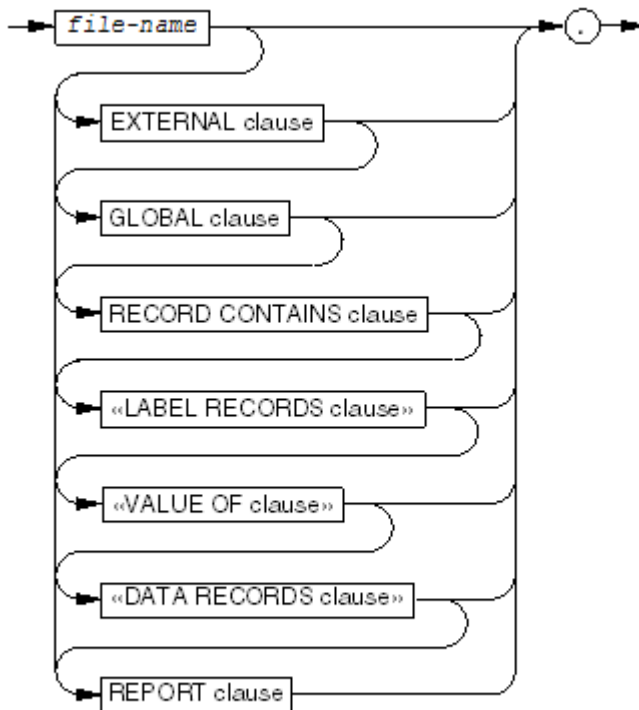 file-name
.
EXTERNAL clause
GLOBAL clause
RECORD CONTAINS clause
«LABEL RECORDS clause»
«VALUE OF clause»
«DATA RECORDS clause»
REPORT clause